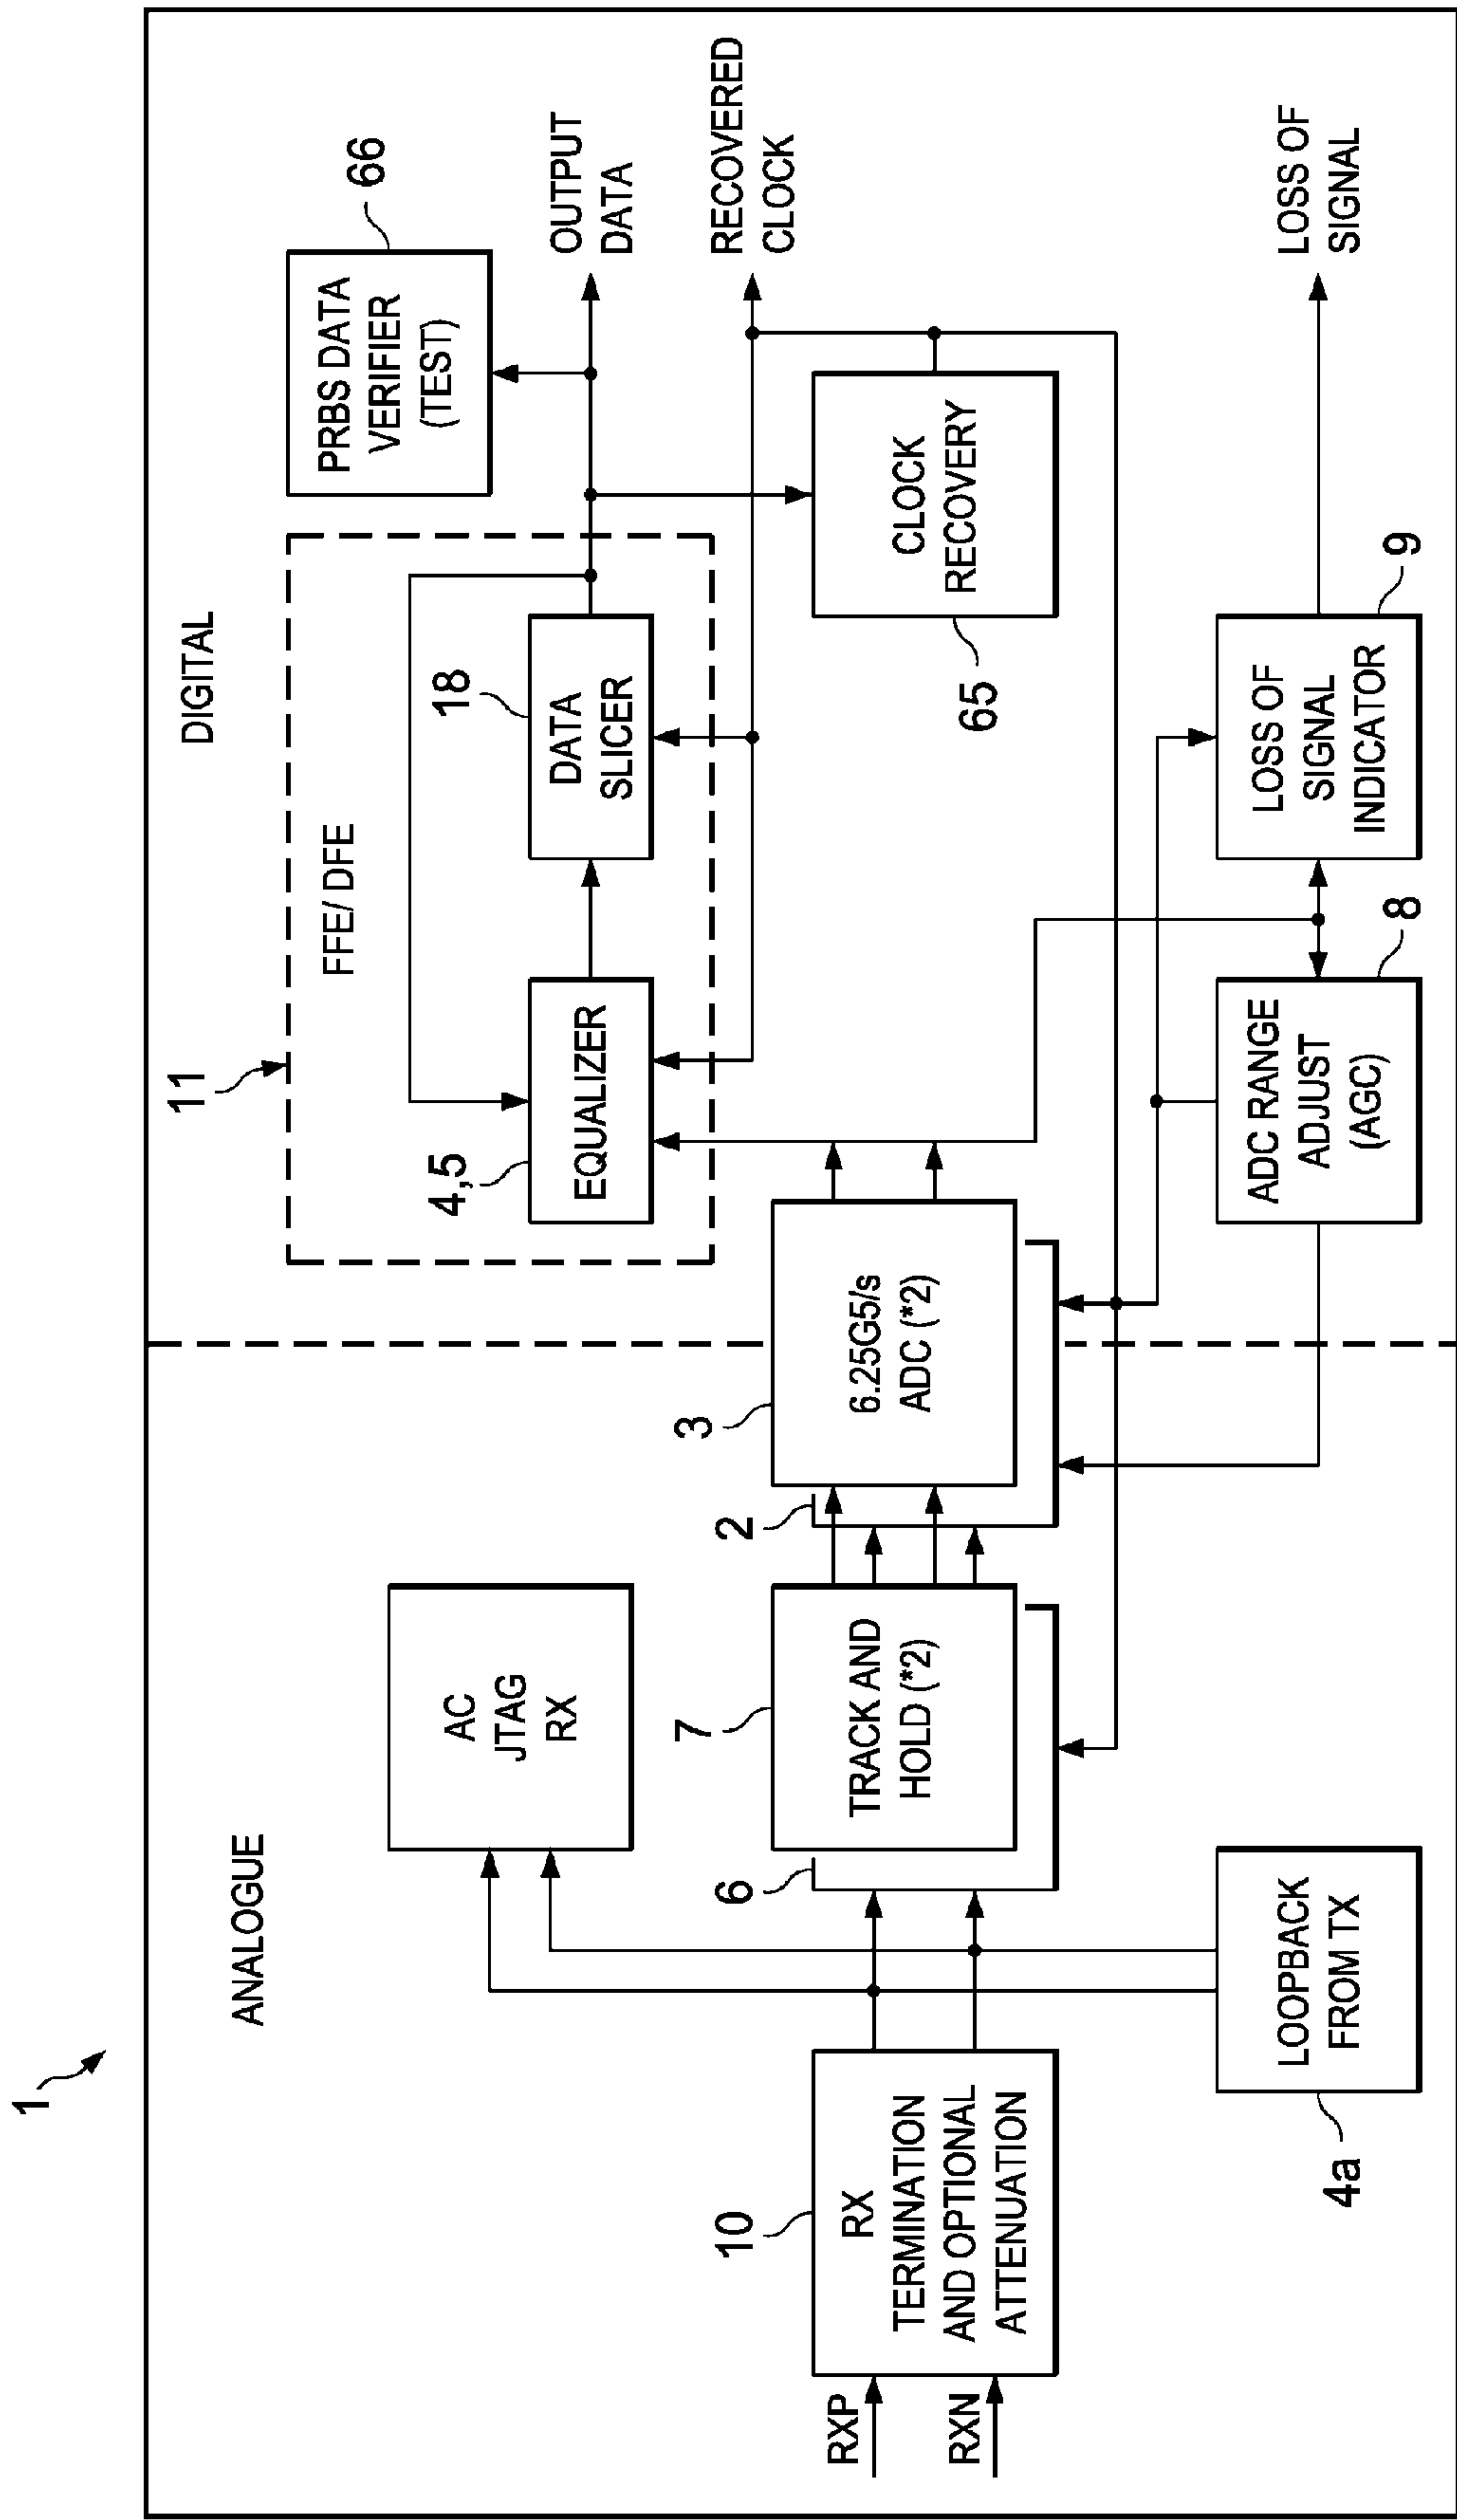 1
ANALOGUE
DIGITAL
11
FFE/ DFE
66
PRBS DATA
VERIFIER
(TEST)
AC
JTAG
RX
4,5
EQUALIZER
18
DATA
SLICER
OUTPUT
DATA
RECOVERED
CLOCK
10
RX
TERMINATION
AND OPTIONAL
ATTENUATION
RXP
RXN
6
7
TRACK AND
HOLD (*2)
2
3
6.25G5/s
ADC (*2)
65
CLOCK
RECOVERY
4a
LOOPBACK
FROM TX
8
ADC RANGE
ADJUST
(AGC)
9
LOSS OF
SIGNAL
INDICATOR
LOSS OF
SIGNAL